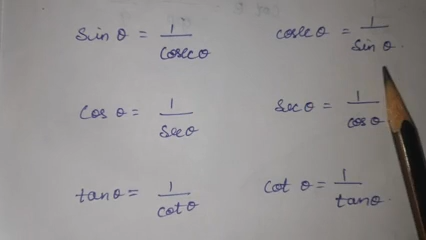 sin θ = 1/cosec θ    cosec θ = 1/sin θ.
cos θ = 1/sec θ    sec θ = 1/cos θ
tan θ = 1/cot θ    cot θ = 1/tan θ.